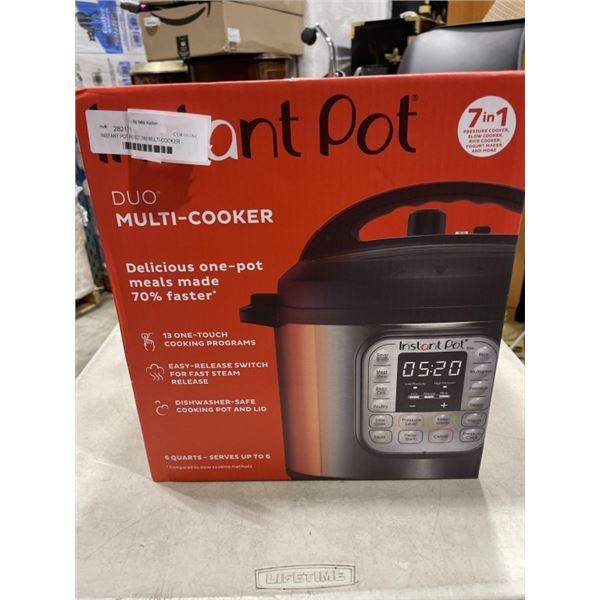 Instant Pot®
INSTANT POT MULTI-COOKER
7 in 1
PRESSURE COOKER,
SLOW COOKER,
RICE COOKER,
YOGURT MAKER,
AND MORE
DUO®
MULTI-COOKER
Delicious one-pot
meals made
70% faster*
13 ONE-TOUCH
COOKING PROGRAMS
EASY-RELEASE SWITCH
FOR FAST STEAM
RELEASE
DISHWASHER-SAFE
COOKING POT AND LID
6 QUARTS - SERVES UP TO 6
*Compared to slow cooking methods
Instant Pot®
05:20
Poultry
Cancel
LIFETIME